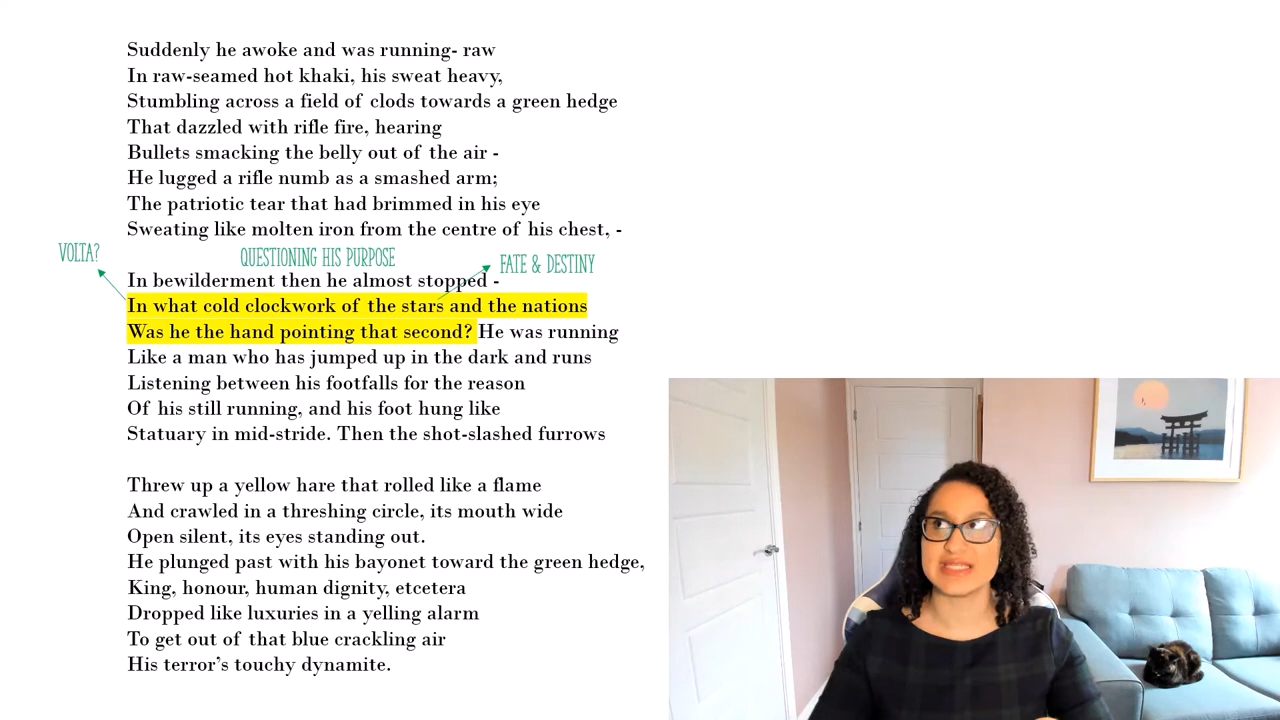 Suddenly he awoke and was running- raw
In raw-seamed hot khaki, his sweat heavy,
Stumbling across a field of clods towards a green hedge
That dazzled with rifle fire, hearing
Bullets smacking the belly out of the air -
He lugged a rifle numb as a smashed arm;
The patriotic tear that had brimmed in his eye
Sweating like molten iron from the centre of his chest, -
VOLTA?
QUESTIONING HIS PURPOSE
FATE & DESTINY
In bewilderment then he almost stopped -
In what cold clockwork of the stars and the nations
Was he the hand pointing that second? He was running
Like a man who has jumped up in the dark and runs
Listening between his footfalls for the reason
Of his still running, and his foot hung like
Statuary in mid-stride. Then the shot-slashed furrows
Threw up a yellow hare that rolled like a flame
And crawled in a threshing circle, its mouth wide
Open silent, its eyes standing out.
He plunged past with his bayonet toward the green hedge,
King, honour, human dignity, etcetera
Dropped like luxuries in a yelling alarm
To get out of that blue crackling air
His terror's touchy dynamite.